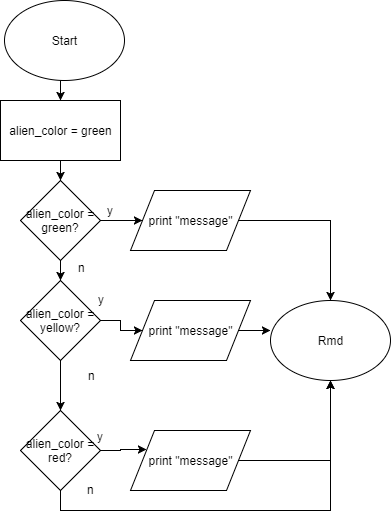 Start
alien_color = green
alien_color =
green?
y
print "message"
n
alien_color =
yellow?
y
print "message"
Rmd
n
alien_color =
red?
y
print "message"
n